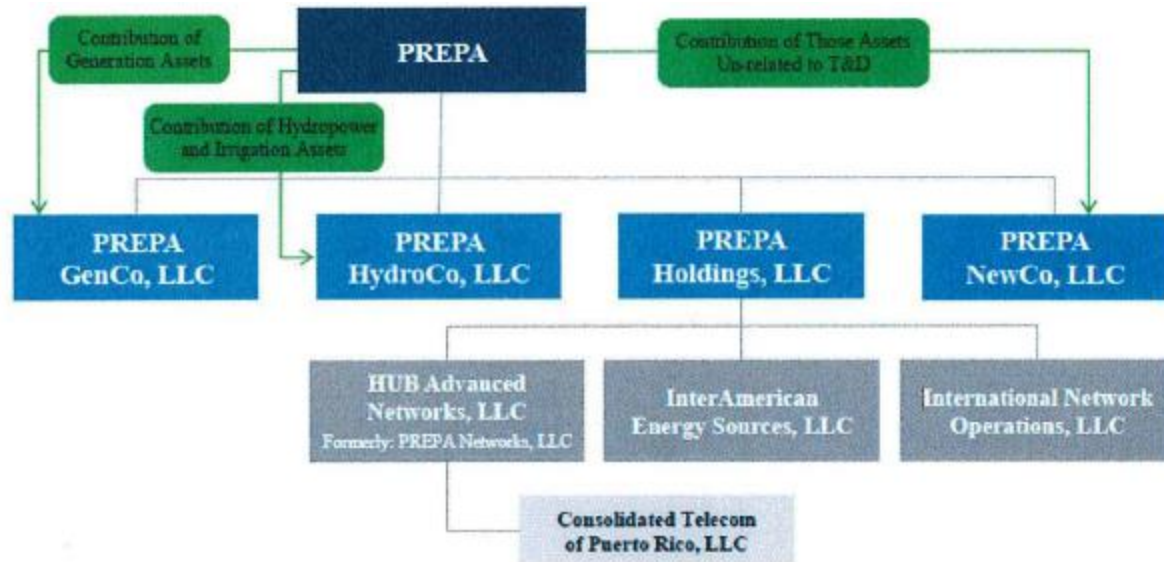 Contribution of
Generation Assets
PREPA
Contribution of Those Assets
Un-related to T&D
Contribution of Hydropower
and Irrigation Assets
PREPA
GenCo, LLC
PREPA
HydroCo, LLC
PREPA
Holdings, LLC
PREPA
NewCo, LLC
HUB Advanced
Networks, LLC
Formerly: PREPA Networks, LLC
InterAmerican
Energy Sources, LLC
International Network
Operations, LLC
Consolidated Telecom
of Puerto Rico, LLC